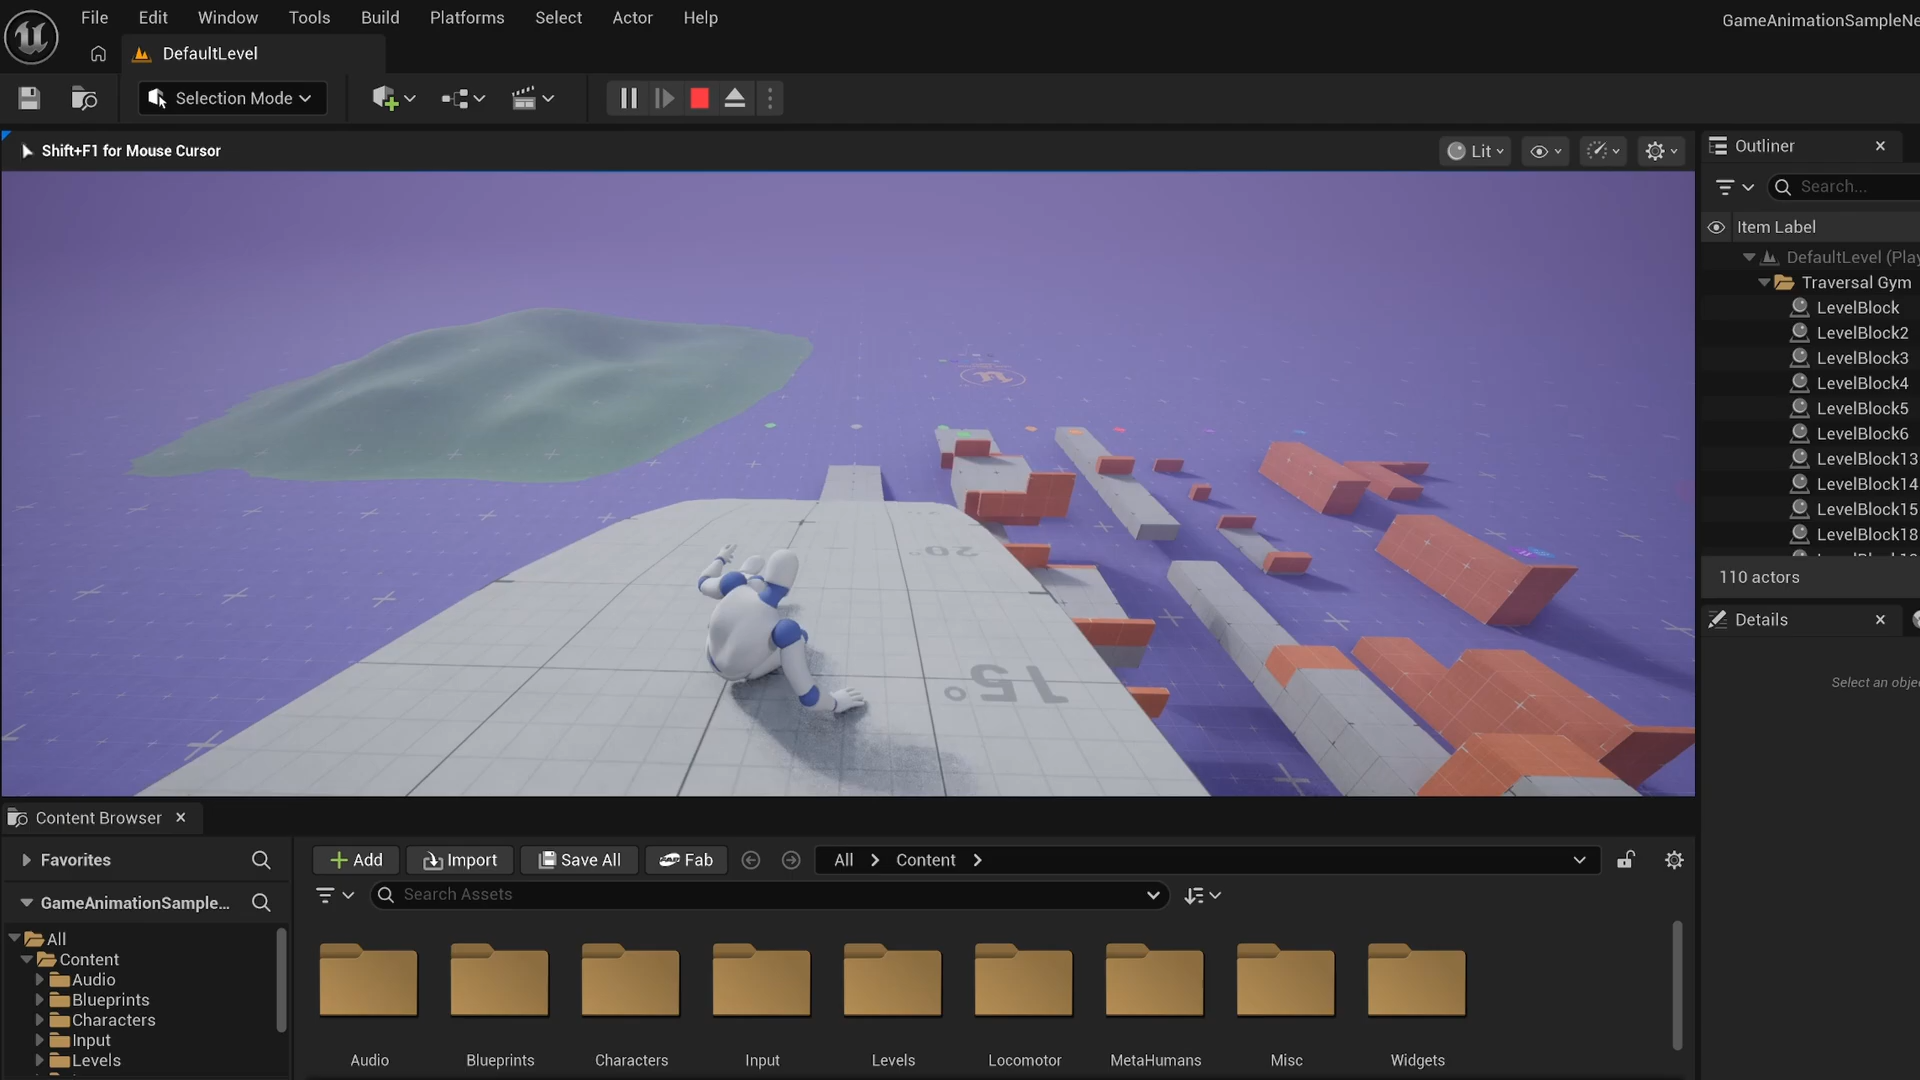 File Edit Window Tools Build Platforms Select Actor Help
GameAnimationSampleNe
DefaultLevel
Selection Mode
Shift+F1 for Mouse Cursor
Lit
20°
15°
Outliner
Search...
Item Label
DefaultLevel (Play
Traversal Gym
LevelBlock
LevelBlock2
LevelBlock3
LevelBlock4
LevelBlock5
LevelBlock6
LevelBlock13
LevelBlock14
LevelBlock15
LevelBlock18
110 actors
Details
Select an objec
Content Browser
Favorites
GameAnimationSample...
All
Content
Audio
Blueprints
Characters
Input
Levels
Add Import Save All Fab All Content
Search Assets
Audio Blueprints Characters Input Levels Locomotor MetaHumans Misc Widgets